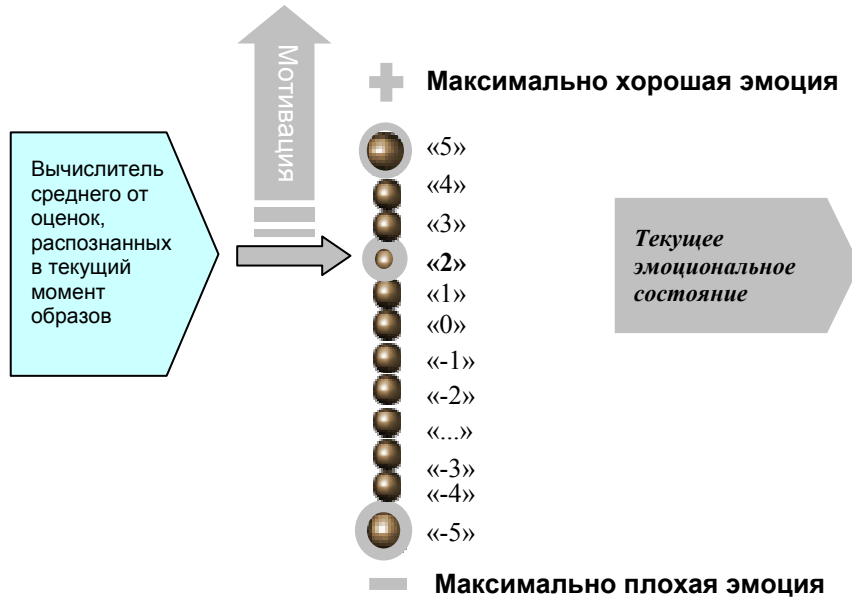 Мотивация
Максимально хорошая эмоция
Вычислитель
среднего от
оценок,
распознанных
в текущий
момент
образов
«5»
«4»
«3»
«2»
«1»
«0»
«-1»
«-2»
«...»
«-3»
«-4»
«-5»
Текущее
эмоциональное
состояние
Максимально плохая эмоция